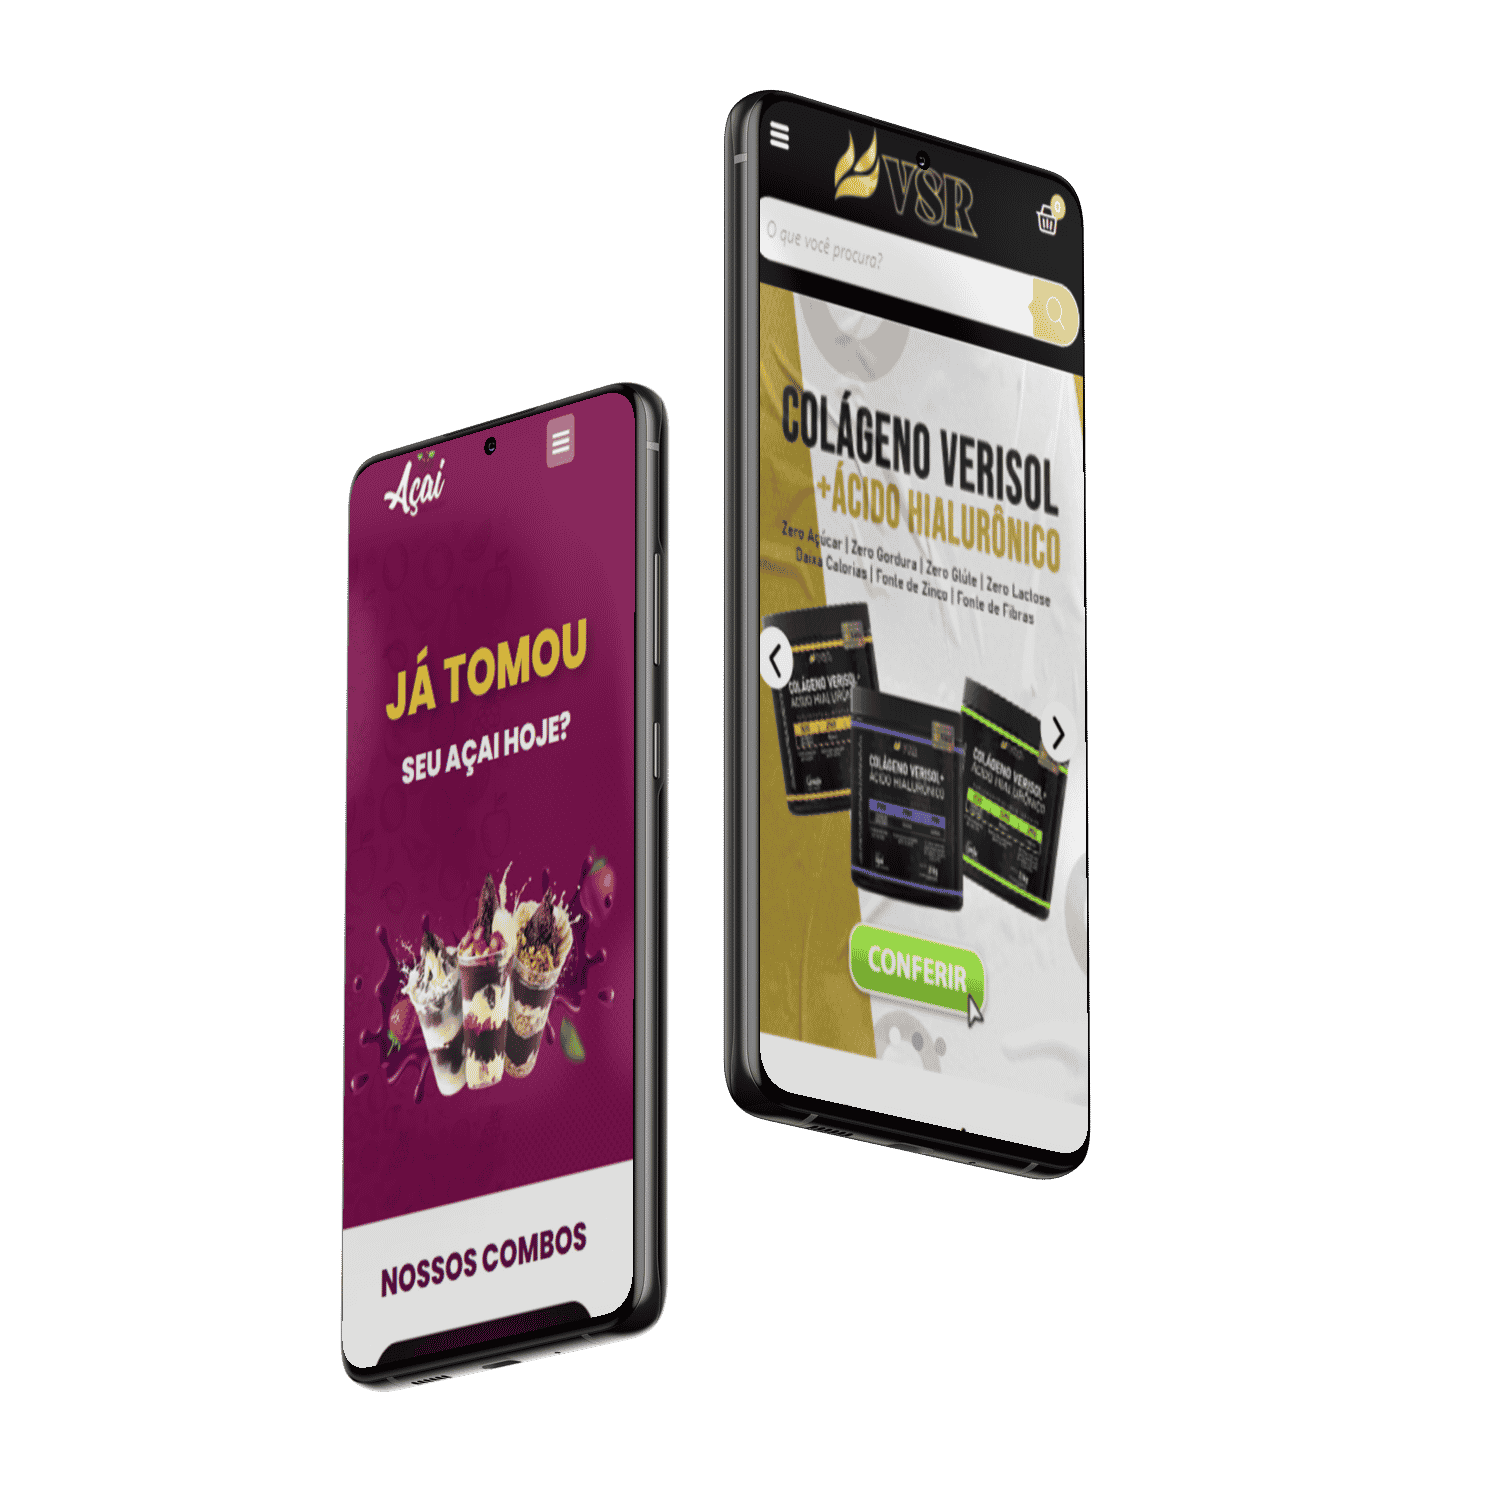 Açai
JÁ TOMOU
SEU AÇAI HOJE?
NOSSOS COMBOS
VSR
0
O que você procura?
COLÁGENO VERISOL
+ÁCIDO HIALURÔNICO
Zero Açúcar | Zero Gordura | Zero Glúte | Zero Lactose
Baixa Calorias | Fonte de Zinco | Fonte de Fibras
COLÁGENO VERISOL+
ÁCIDO HIALURÔNICO
COLÁGENO VERISOL+
ÁCIDO HIALURÔNICO
COLÁGENO VERISOL+
ÁCIDO HIALURÔNICO
CONFERIR